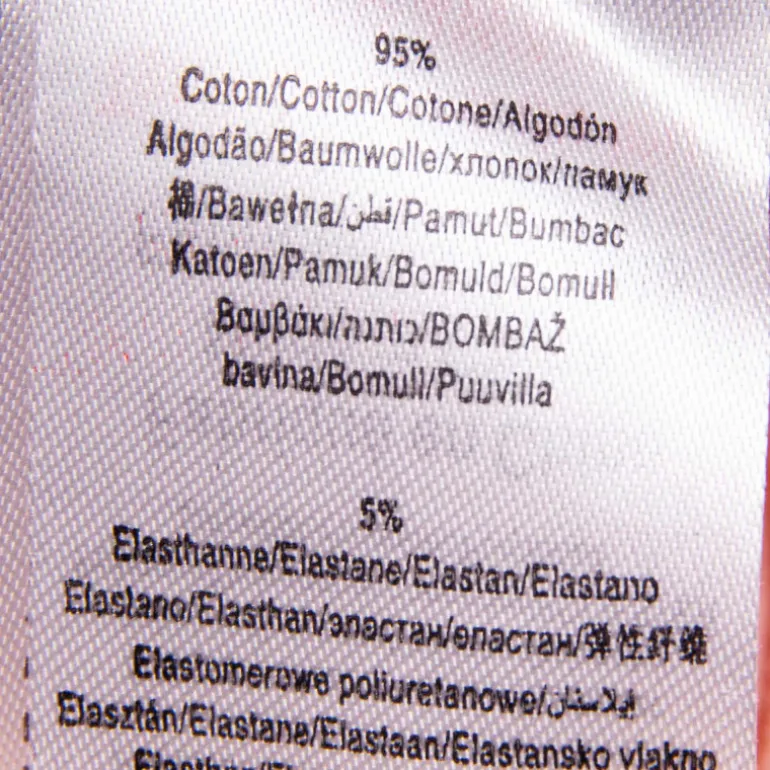 95%
Coton/Cotton/Cotone/Algodón
Algodão/Baumwolle/хлопок/памук
棉/Bawełna/قطن/Pamut/Bumbac
Katoen/Pamuk/Bomuld/Bomull
Βαμβάκι/כותנה/BOMBAŽ
bavlna/Bomull/Puuvilla
5%
Elasthanne/Elastane/Elastan/Elastano
Elastano/Elasthan/эластан/еластан/弹性纤维
Elastomerowe poliuretanowe/إيلاستان
Elasztán/Elastane/Elastaan/Elastansko vlakno